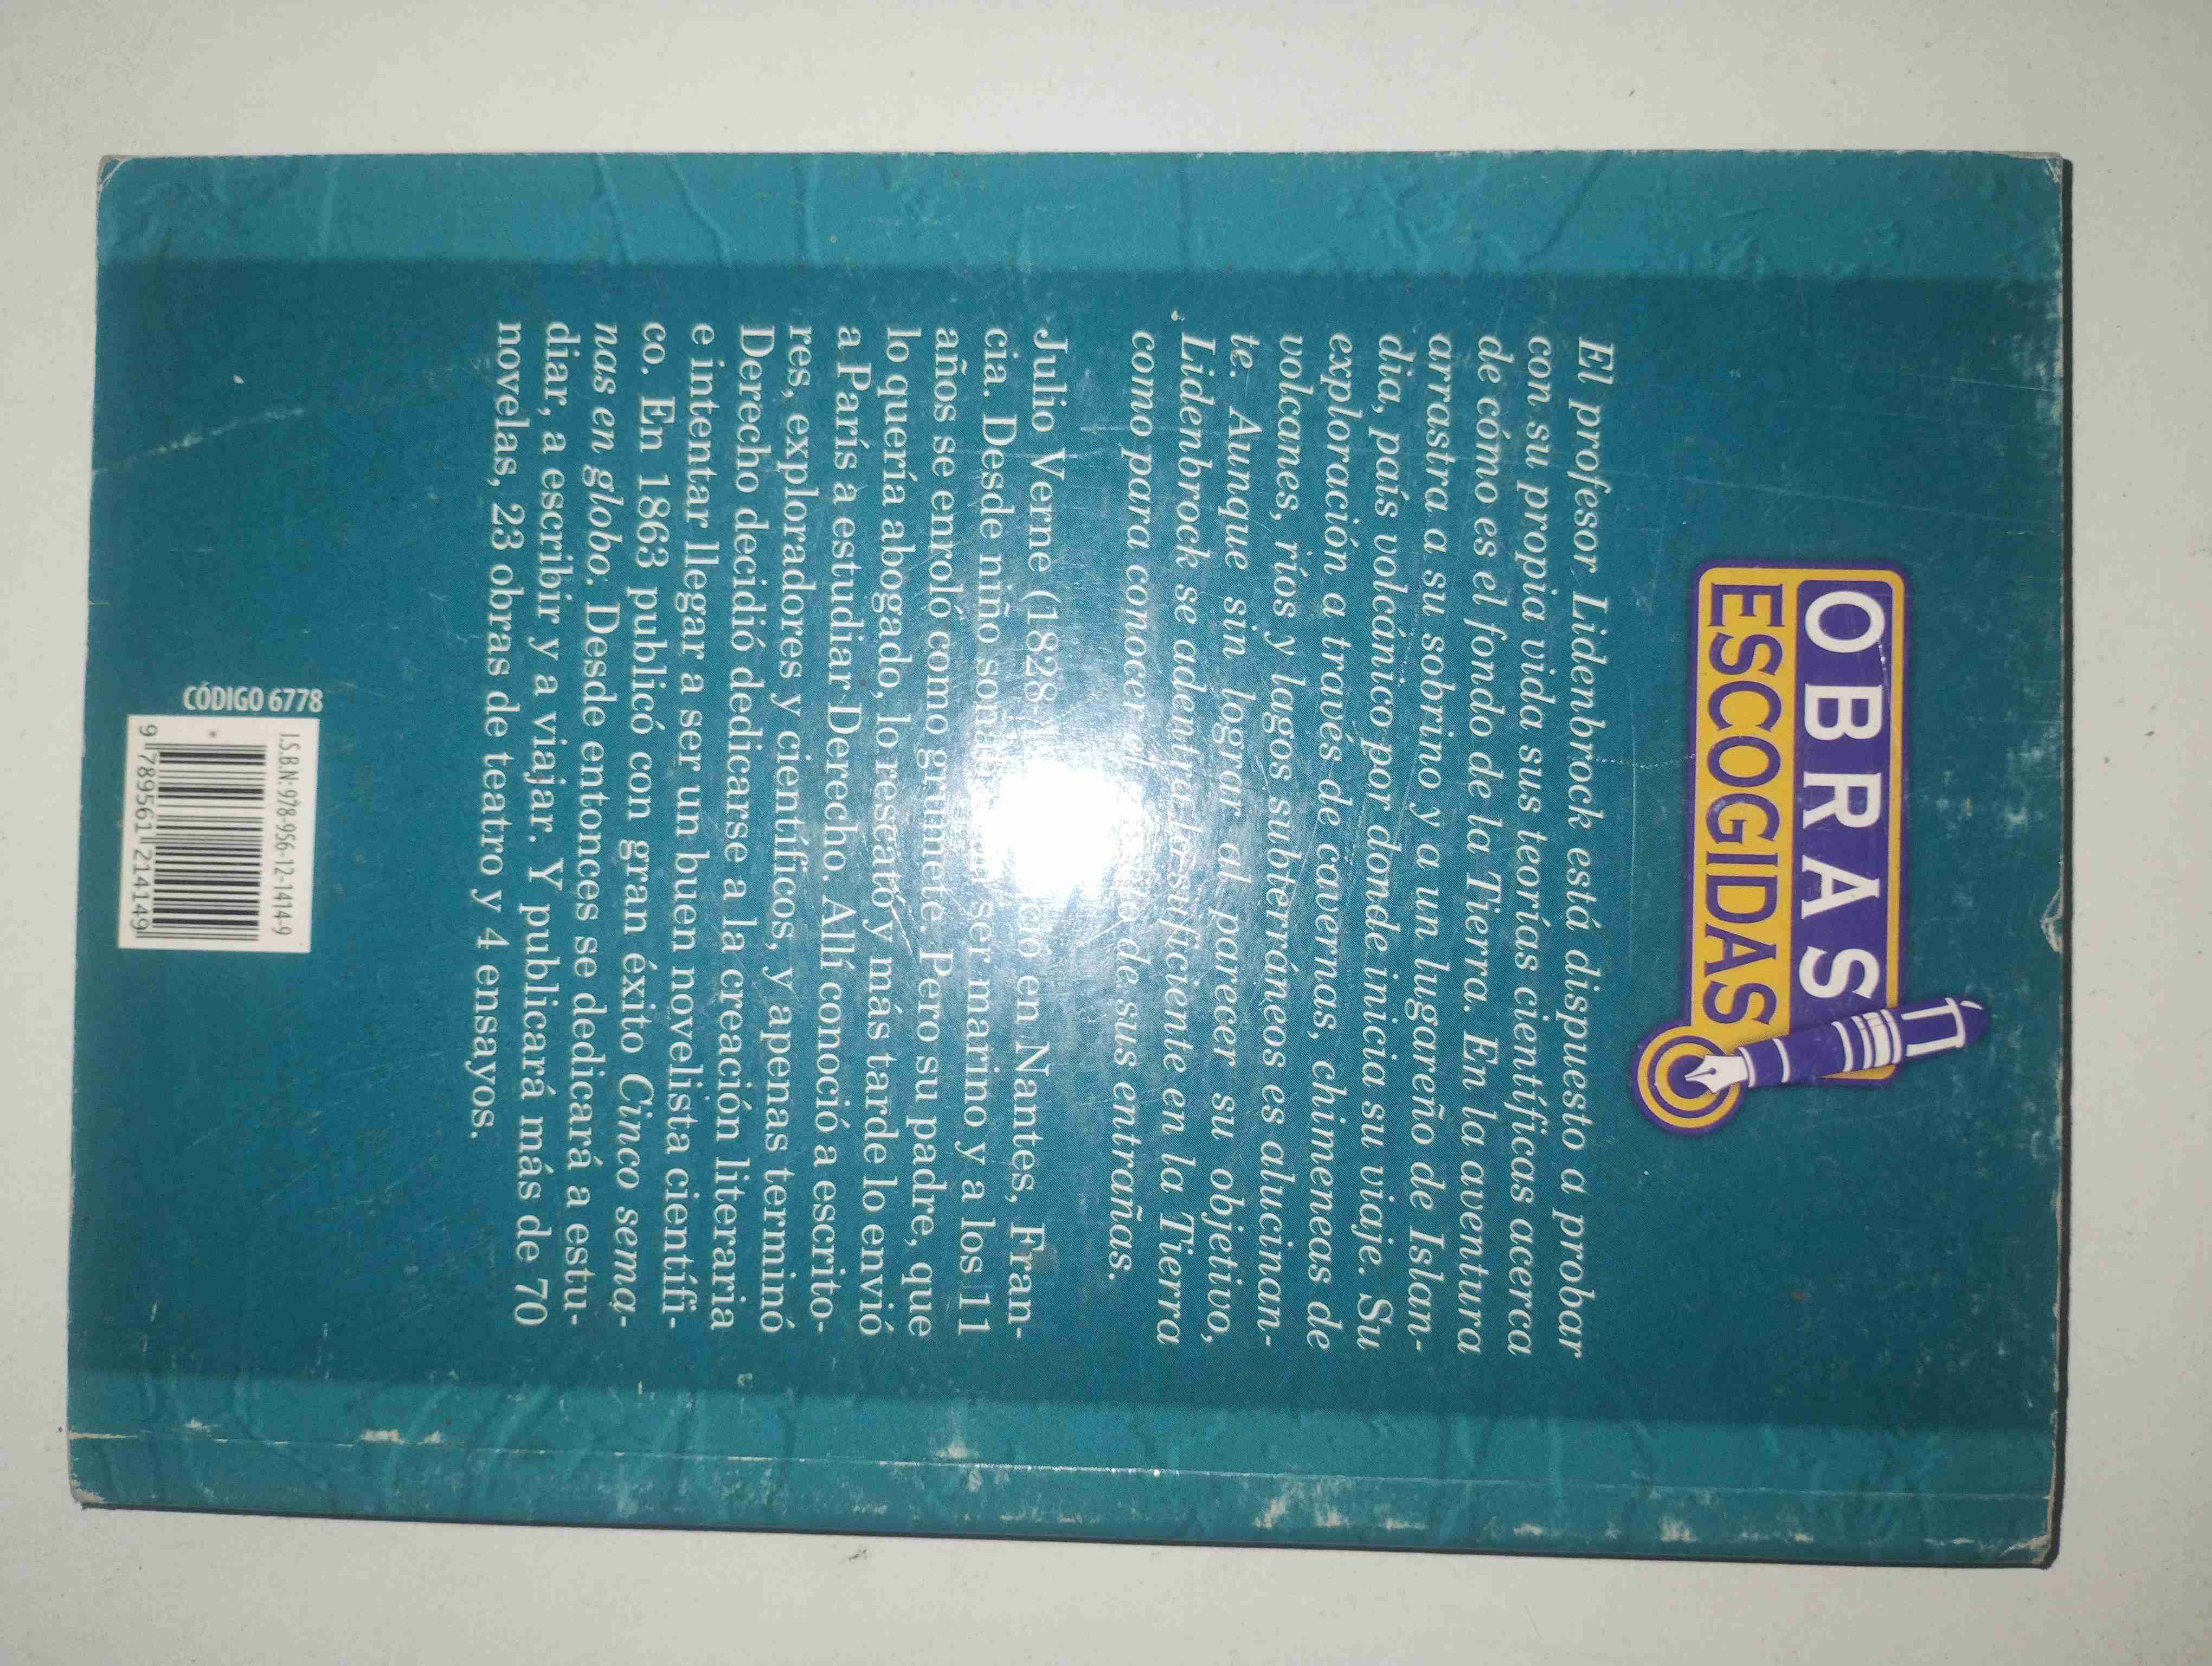 OBRAS
ESCOGIDAS
El profesor Lidenbrock está dispuesto a probar
con su propia vida sus teorías científicas acerca
de cómo es el fondo de la Tierra. En la aventura
arrastra a su sobrino y a un lugareño de Islan-
dia, país volcánico por donde inicia su viaje. Su
exploración a través de cavernas, chimeneas de
volcanes, ríos y lagos subterráneos es alucinan-
te. Aunque sin lograr al parecer su objetivo,
Lidenbrock se adentra lo suficiente en la Tierra
como para conocer de sus entrañas.
Julio Verne (1828 en Nantes, Fran-
cia. Desde niño ser marino y a los 11
años se enroló como grumete. Pero su padre, que
lo quería abogado, lo rescató y más tarde lo envió
a París a estudiar Derecho. Allí conoció a escrito-
res, exploradores y científicos, y apenas terminó
Derecho decidió dedicarse a la creación literaria
e intentar llegar a ser un buen novelista científi-
co. En 1863 publicó con gran éxito Cinco sema-
nas en globo. Desde entonces se dedicará a estu-
diar, a escribir y a viajar. Y publicará más de 70
novelas, 23 obras de teatro y 4 ensayos.
CÓDIGO 6778
I.S.B.N: 978-956-12-1414-9
9 789561 214149